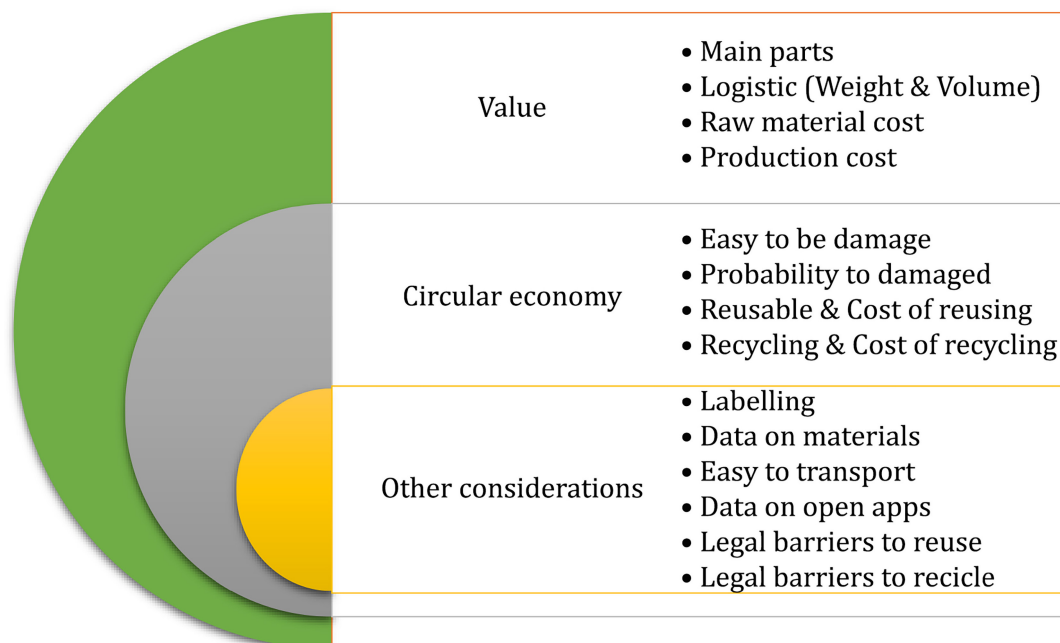 Value
• Main parts
• Logistic (Weight & Volume)
• Raw material cost
• Production cost
Circular economy
• Easy to be damage
• Probability to damaged
• Reusable & Cost of reusing
• Recycling & Cost of recycling
Other considerations
• Labelling
• Data on materials
• Easy to transport
• Data on open apps
• Legal barriers to reuse
• Legal barriers to recicle